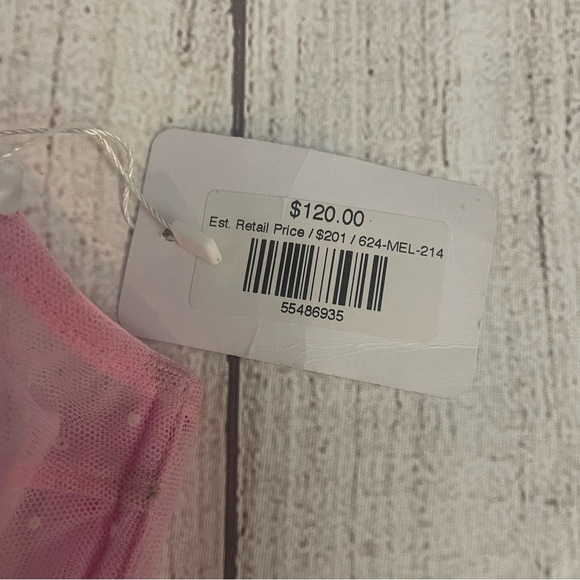 $120.00
Est. Retail Price / $201 / 624-MEL-214
55486935